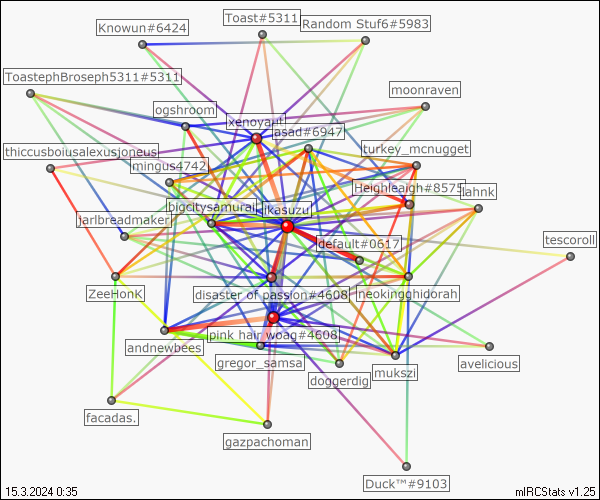 Toast#5311
Knowun#6424
Random Stuf6#5983
ToastephBroseph5311#5311
moonraven
ogshroom
xenoyant
asad#6947
turkey_mcnugget
mingus4742
Heighleaigh#8575
lahnk
bigcitysamurai
ikasuzu
jarlbreadmaker
default#0617
tescoroll
ZeeHonK
disaster of passion#4608
neokingghidorah
pink hair woag#4608
andnewbees
gregor_samsa
avelicious
mukszi
doggerdig
facadas.
gazpachoman
Duck™#9103
15.3.2024 0:35
mIRCStats v1.25